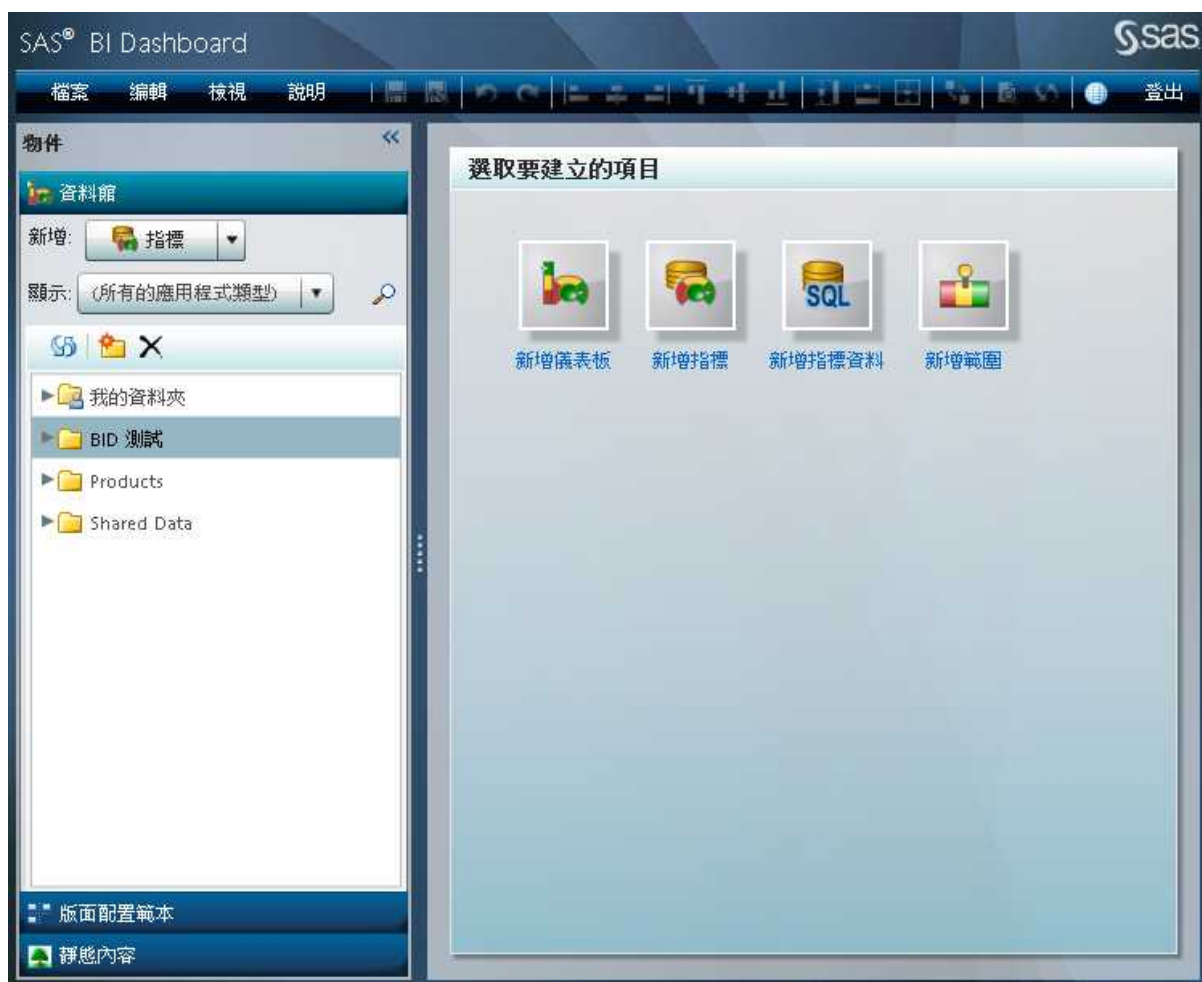 SAS® BI Dashboard
sas
檔案 編輯 檢視 說明 登出
物件
資料館
新增: 指標
顯示: (所有的應用程式類型)
我的資料夾
BID 測試
Products
Shared Data
版面配置範本
靜態內容
選取要建立的項目
SQL
新增儀表板 新增指標 新增指標資料 新增範圍